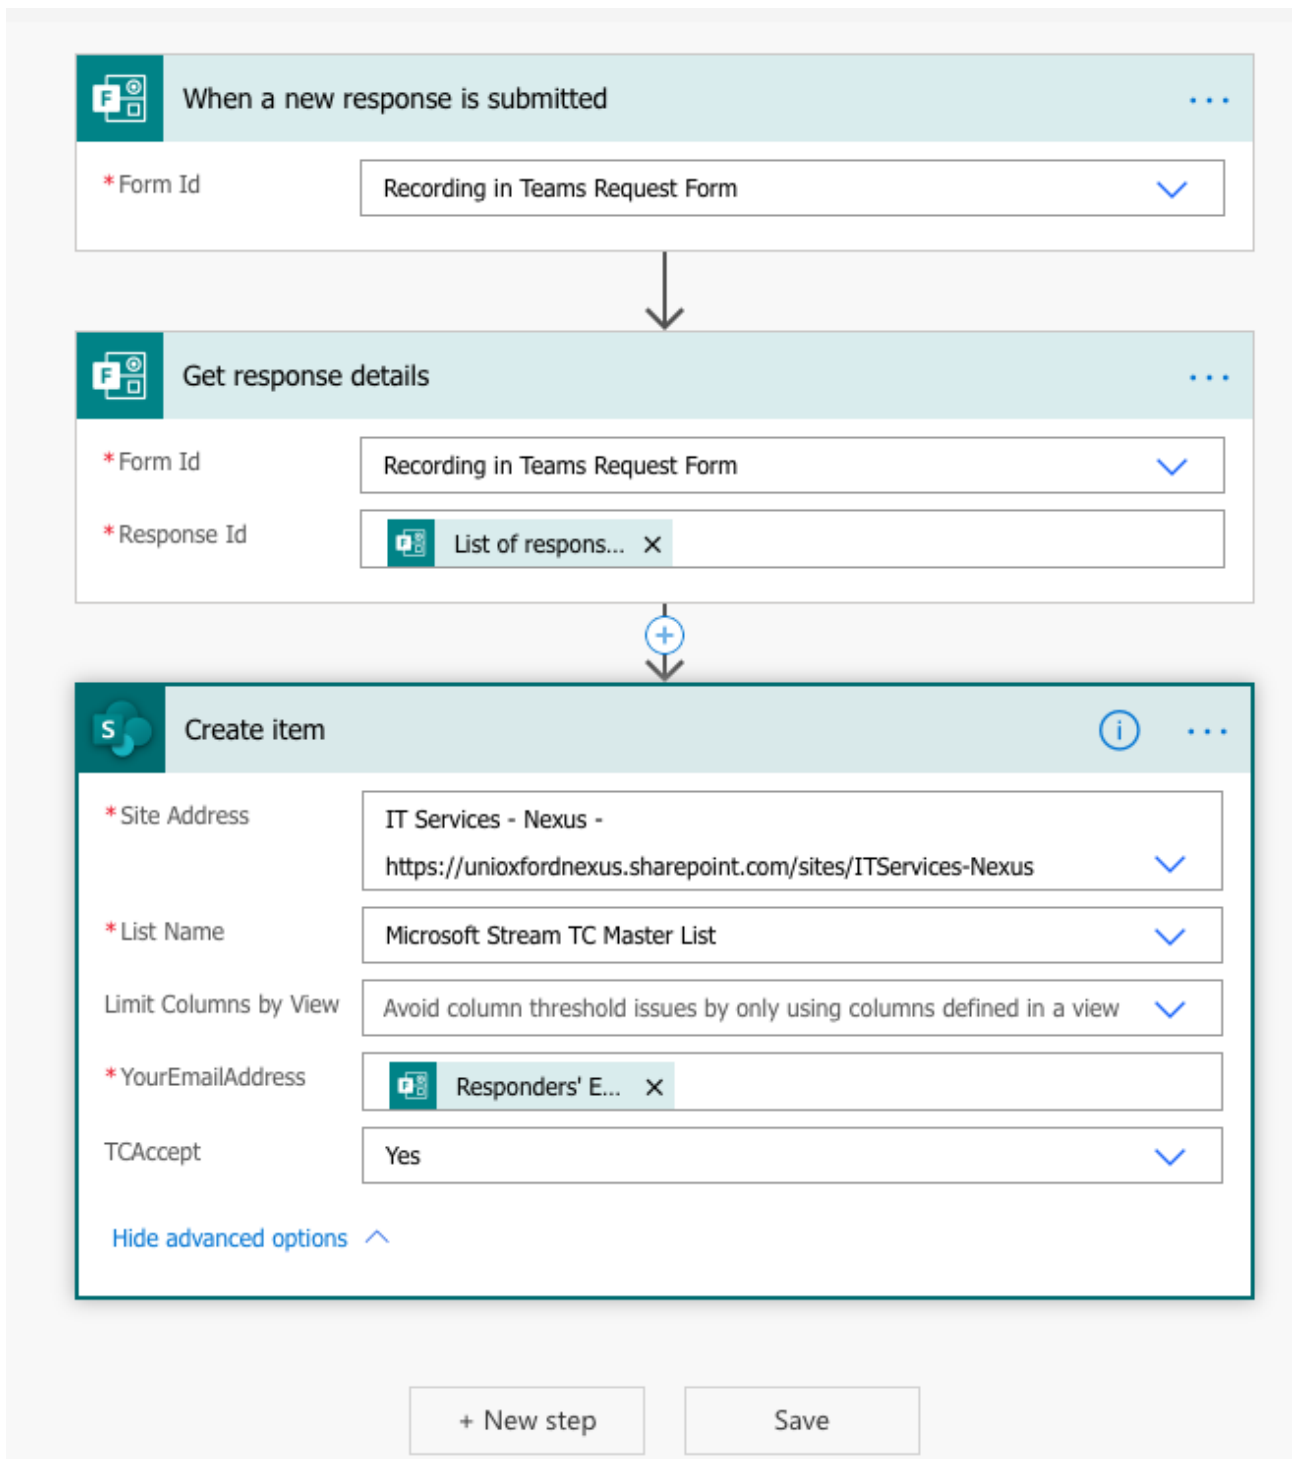 When a new response is submitted
* Form Id
Recording in Teams Request Form
Get response details
* Form Id
Recording in Teams Request Form
* Response Id
List of respons...
Create item
* Site Address
IT Services - Nexus -
https://unioxfordnexus.sharepoint.com/sites/ITServices-Nexus
* List Name
Microsoft Stream TC Master List
Limit Columns by View
Avoid column threshold issues by only using columns defined in a view
* YourEmailAddress
Responders' E...
TCAccept
Yes
Hide advanced options
+ New step
Save